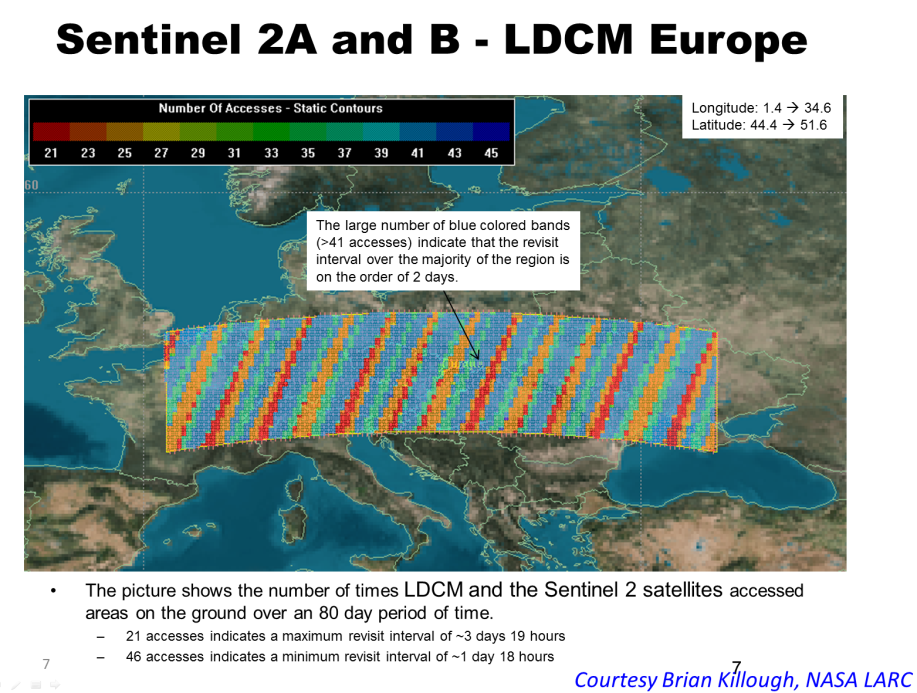 Sentinel 2A and B - LDCM Europe
Number Of Accesses - Static Contours
21 23 25 27 29 31 33 35 37 39 41 43 45
Longitude: 1.4 → 34.6
Latitude: 44.4 → 51.6
60
The large number of blue colored bands
(>41 accesses) indicate that the revisit
interval over the majority of the region is
on the order of 2 days.
• The picture shows the number of times LDCM and the Sentinel 2 satellites accessed
areas on the ground over an 80 day period of time.
– 21 accesses indicates a maximum revisit interval of ~3 days 19 hours
– 46 accesses indicates a minimum revisit interval of ~1 day 18 hours
7
7
Courtesy Brian Killough, NASA LARC